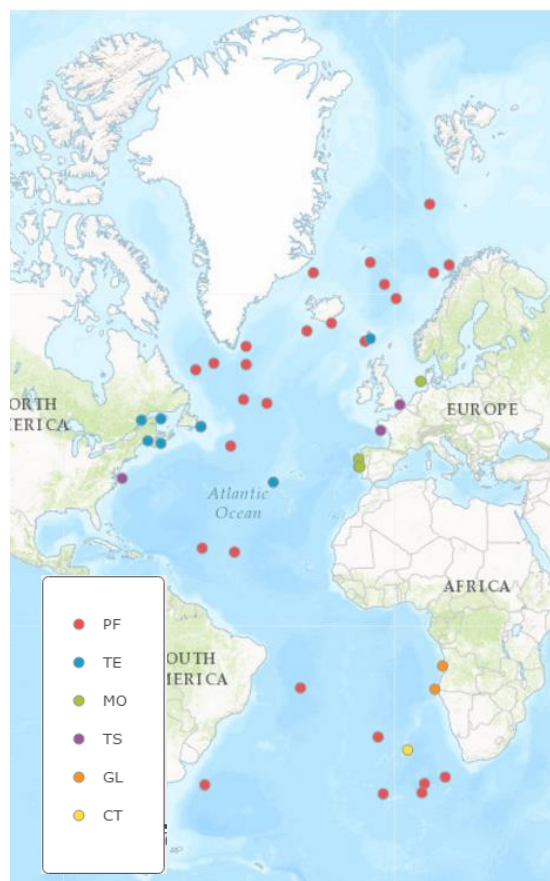 ORTH
ERICA
EUROPE
Atlantic
Ocean
AFRICA
OUTH
ERICA
PF
TE
MO
TS
GL
CT